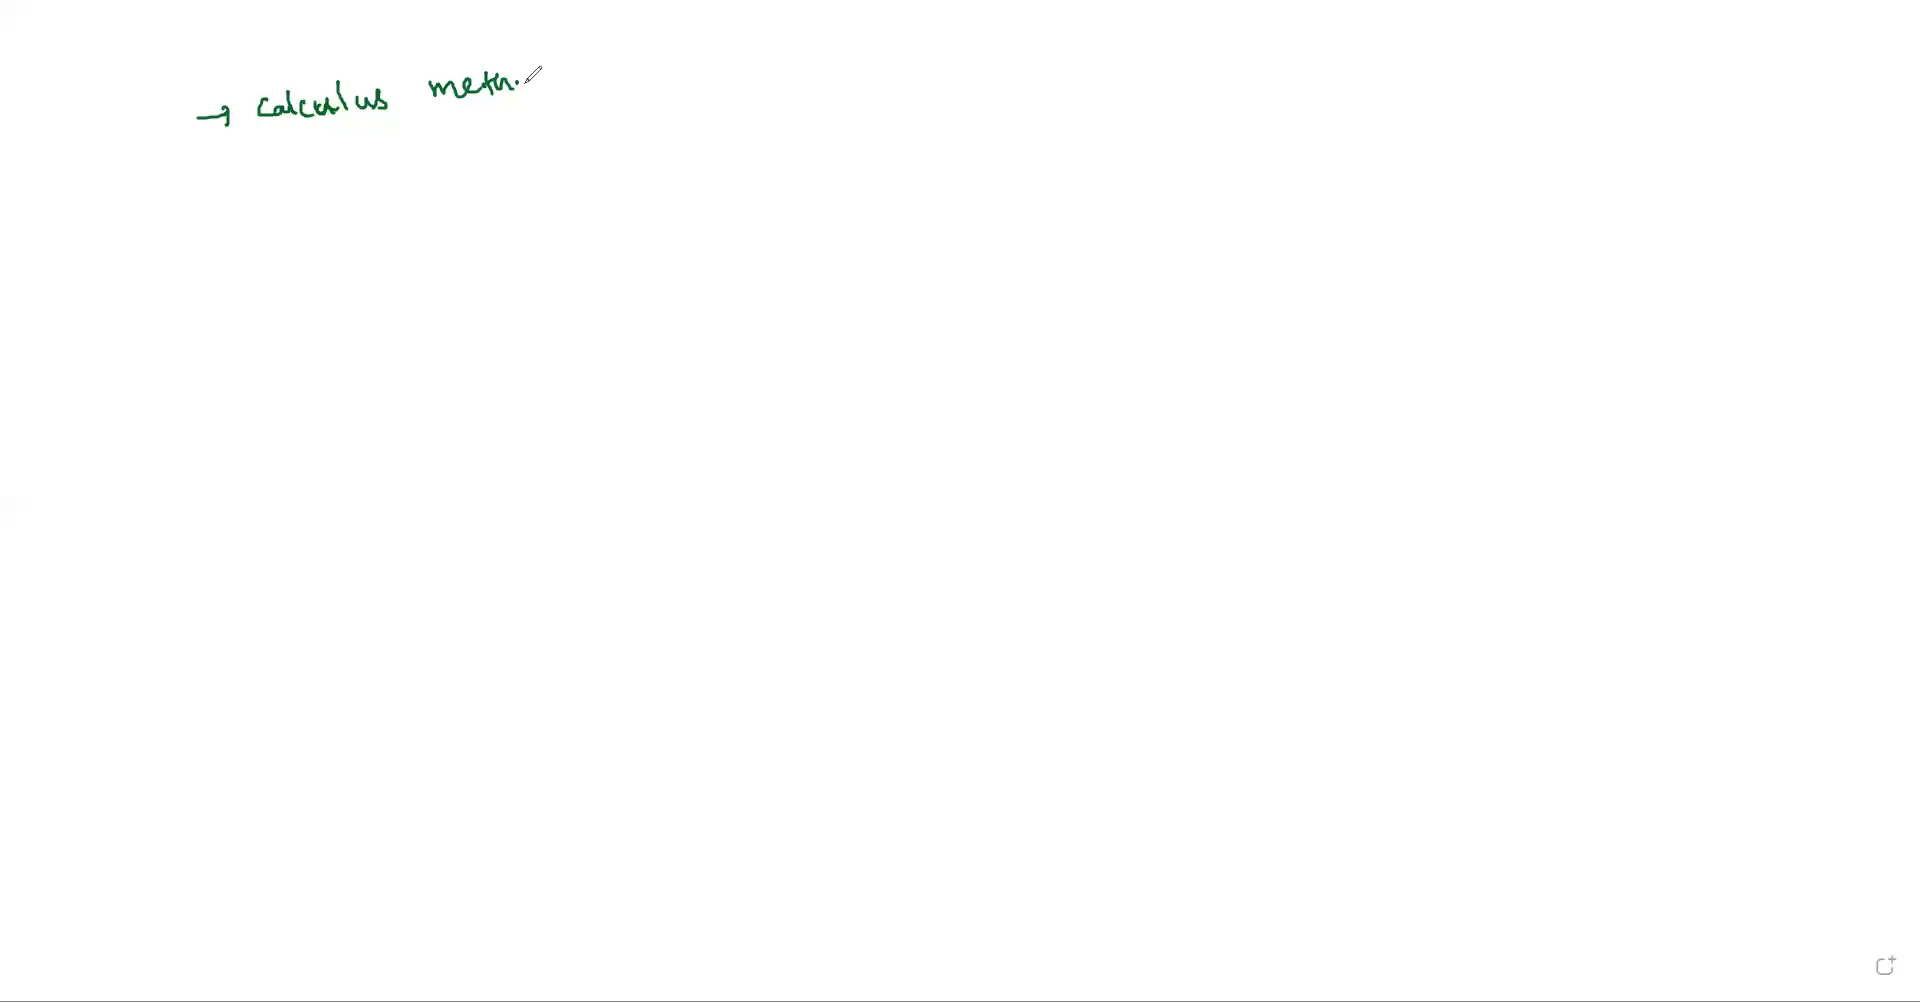 → calculus meth.